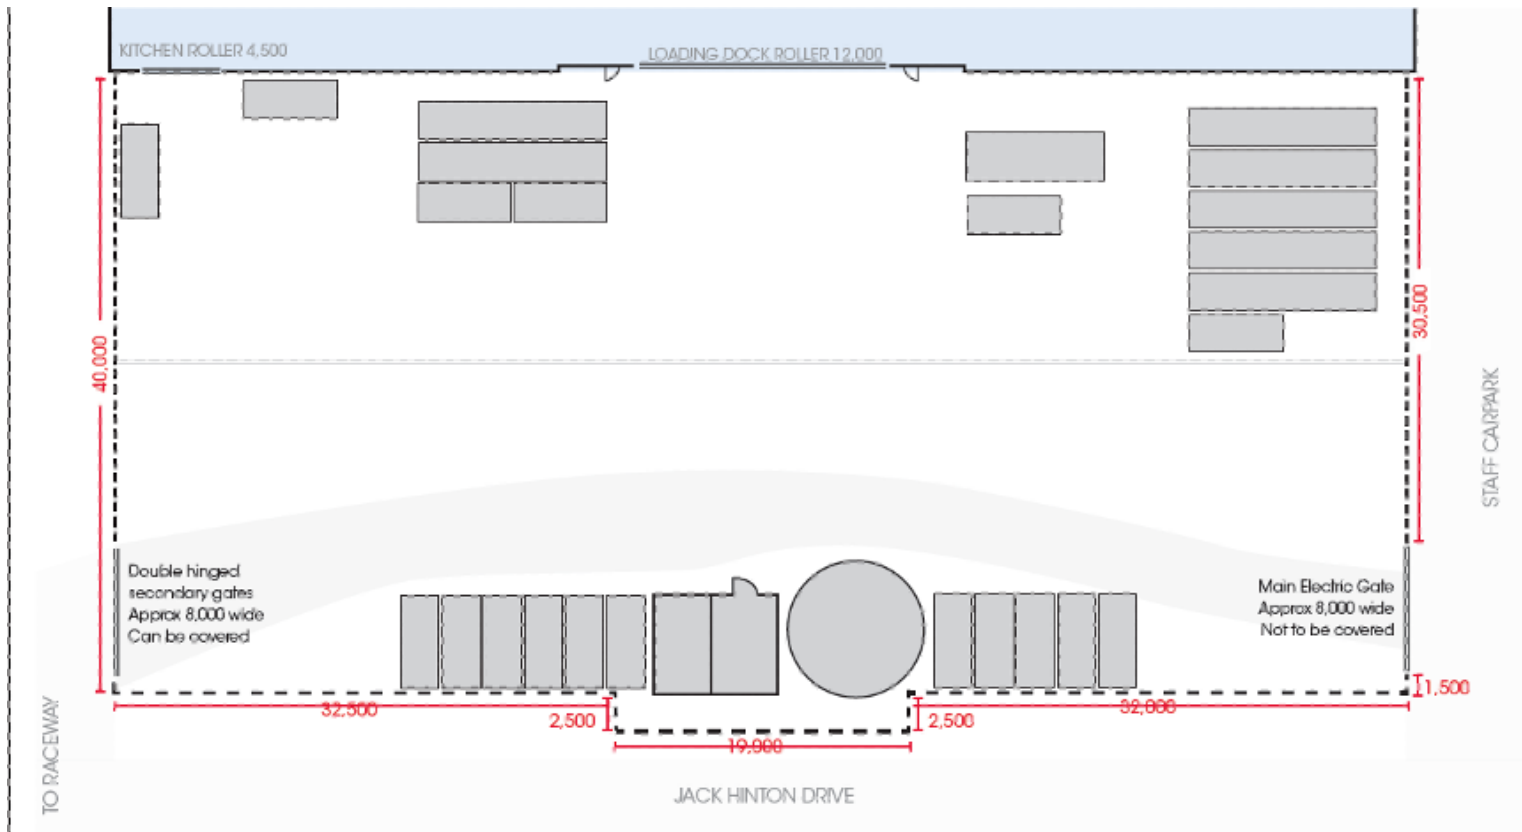 KITCHEN ROLLER 4,500
LOADING DOCK ROLLER 12,000
40,000
30,500
STAFF CARPARK
Double hinged
secondary gates
Approx 8,000 wide
Can be covered
Main Electric Gate
Approx 8,000 wide
Not to be covered
1,500
32,500
2,500
2,500
32,000
19,000
TO RACEWAY
JACK HINTON DRIVE